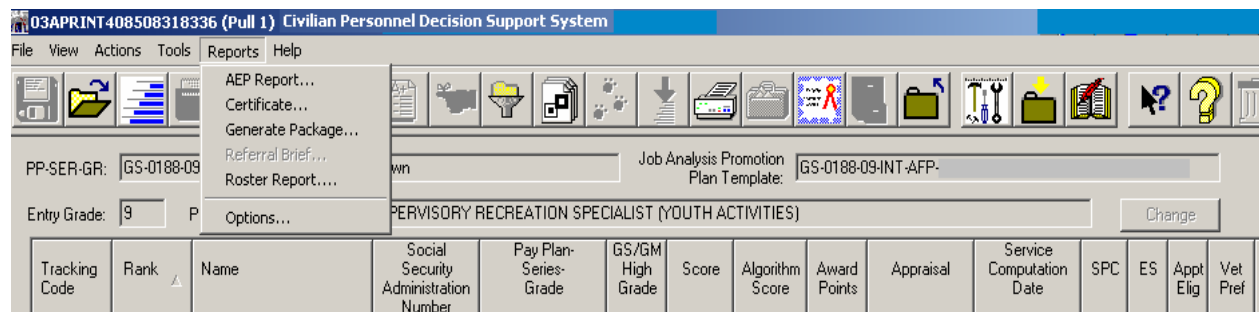 03APRINT408508318336 (Pull 1) Civilian Personnel Decision Support System
File View Actions Tools Reports Help
AEP Report...
Certificate...
Generate Package...
Referral Brief...
Roster Report....
Options...
PP-SER-GR: GS-0188-09 wn Job Analysis Promotion Plan Template: GS-0188-09-INT-AFP-
Entry Grade: 9 P PERVISORY RECREATION SPECIALIST (YOUTH ACTIVITIES) Change
Tracking Code
Rank
Name
Social Security Administration Number
Pay Plan-Series-Grade
GS/GM High Grade
Score
Algorithm Score
Award Points
Appraisal
Service Computation Date
SPC
ES
Appt Elig
Vet Pref